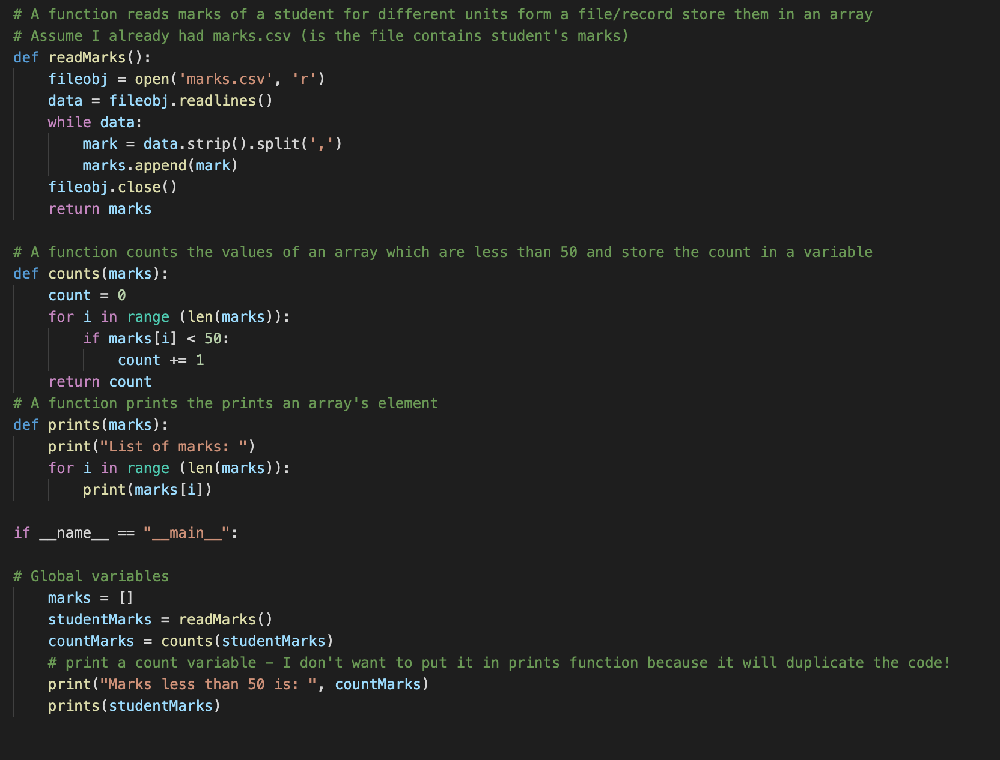 # A function reads marks of a student for different units form a file/record store them in an array
# Assume I already had marks.csv (is the file contains student's marks)
def readMarks():
    fileobj = open('marks.csv', 'r')
    data = fileobj.readlines()
    while data:
        mark = data.strip().split(',')
        marks.append(mark)
    fileobj.close()
    return marks

# A function counts the values of an array which are less than 50 and store the count in a variable
def counts(marks):
    count = 0
    for i in range (len(marks)):
        if marks[i] < 50:
            count += 1
    return count
# A function prints the prints an array's element
def prints(marks):
    print("List of marks: ")
    for i in range (len(marks)):
        print(marks[i])

if __name__ == "__main__":

# Global variables
    marks = []
    studentMarks = readMarks()
    countMarks = counts(studentMarks)
    # print a count variable – I don't want to put it in prints function because it will duplicate the code!
    print("Marks less than 50 is: ", countMarks)
    prints(studentMarks)